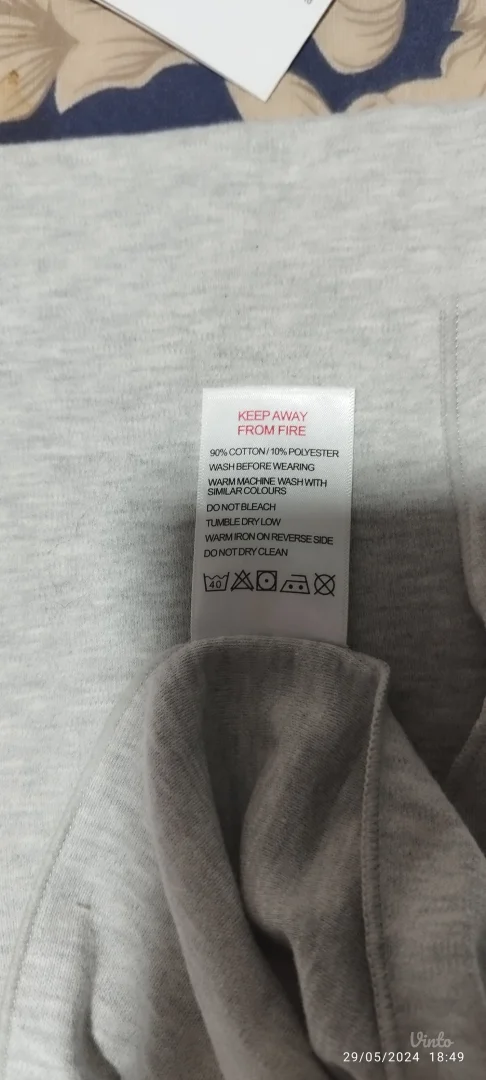 KEEP AWAY
FROM FIRE
90% COTTON / 10% POLYESTER
WASH BEFORE WEARING
WARM MACHINE WASH WITH
SIMILAR COLOURS
DO NOT BLEACH
TUMBLE DRY LOW
WARM IRON ON REVERSE SIDE
DO NOT DRY CLEAN
40
Vinto
29/05/2024 18:49